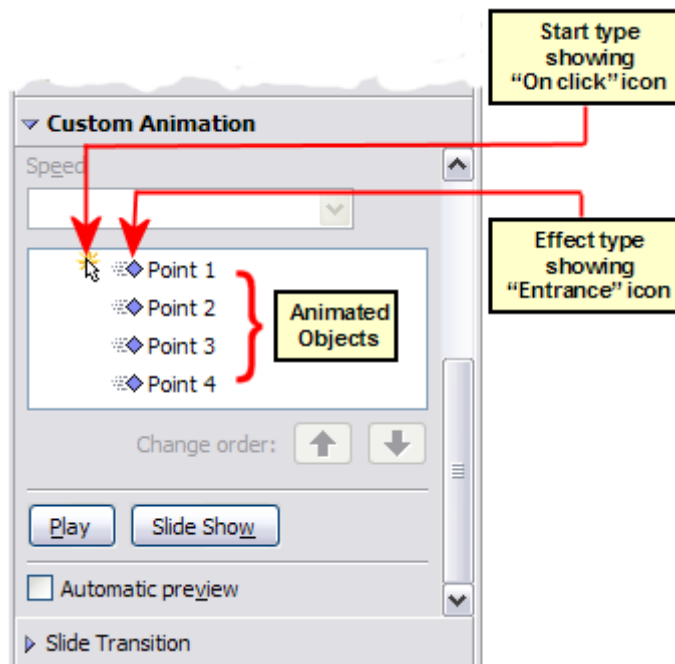 Start type
showing
“On click” icon
Custom Animation
Speed
Effect type
showing
“Entrance” icon
Point 1
Point 2
Point 3
Point 4
Animated
Objects
Change order:
Play
Slide Show
Automatic preview
Slide Transition